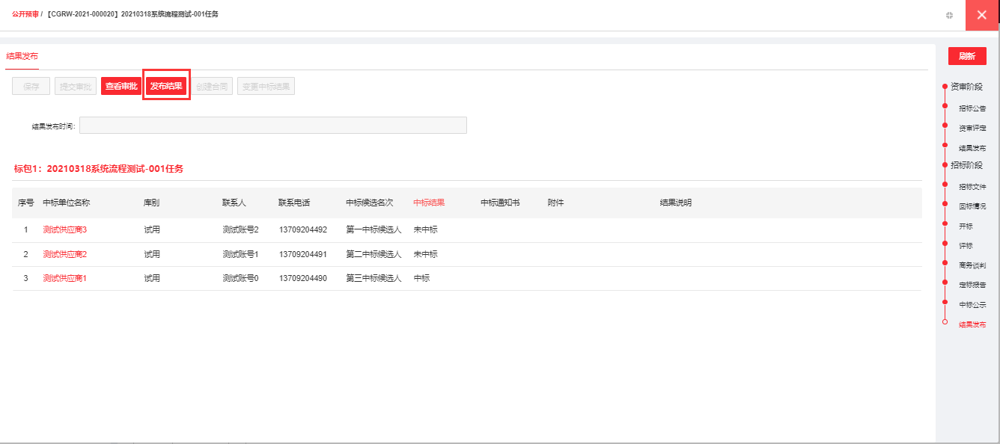 公开预审 / 【CGRW-2021-000020】20210318系统流程测试-001任务
结果发布
保存 提交审批 查看审批 发布结果 创建合同 变更中标结果
结果发布时间:
标包1：20210318系统流程测试-001任务
序号 中标单位名称 库别 联系人 联系电话 中标候选名次 中标结果 中标通知书 附件 结果说明
1 测试供应商3 试用 测试账号2 13709204492 第一中标候选人 未中标
2 测试供应商2 试用 测试账号1 13709204491 第二中标候选人 未中标
3 测试供应商1 试用 测试账号0 13709204490 第三中标候选人 中标
刷新
资审阶段
招标公告
资审评定
结果发布
招标阶段
招标文件
回标情况
开标
评标
商务谈判
定标报告
中标公示
结果发布